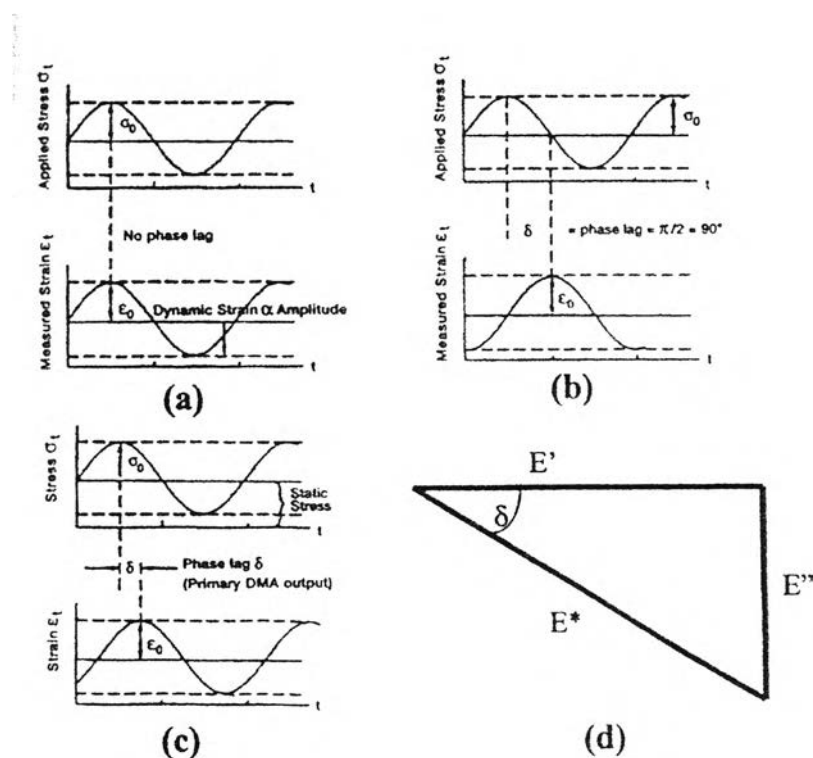 Applied Stress σt
σ0
t
No phase lag
Measured Strain εt
ε0
Dynamic Strain α Amplitude
t
(a)
(b)
Applied Stress σt
σ0
t
δ = phase lag = π/2 = 90°
Measured Strain εt
ε0
t
(b)
Stress σt
σ0
Static
Stress
t
δ
Phase lag δ
(Primary DMA output)
Strain εt
ε0
t
(c)
E'
δ
E''
E*
(d)